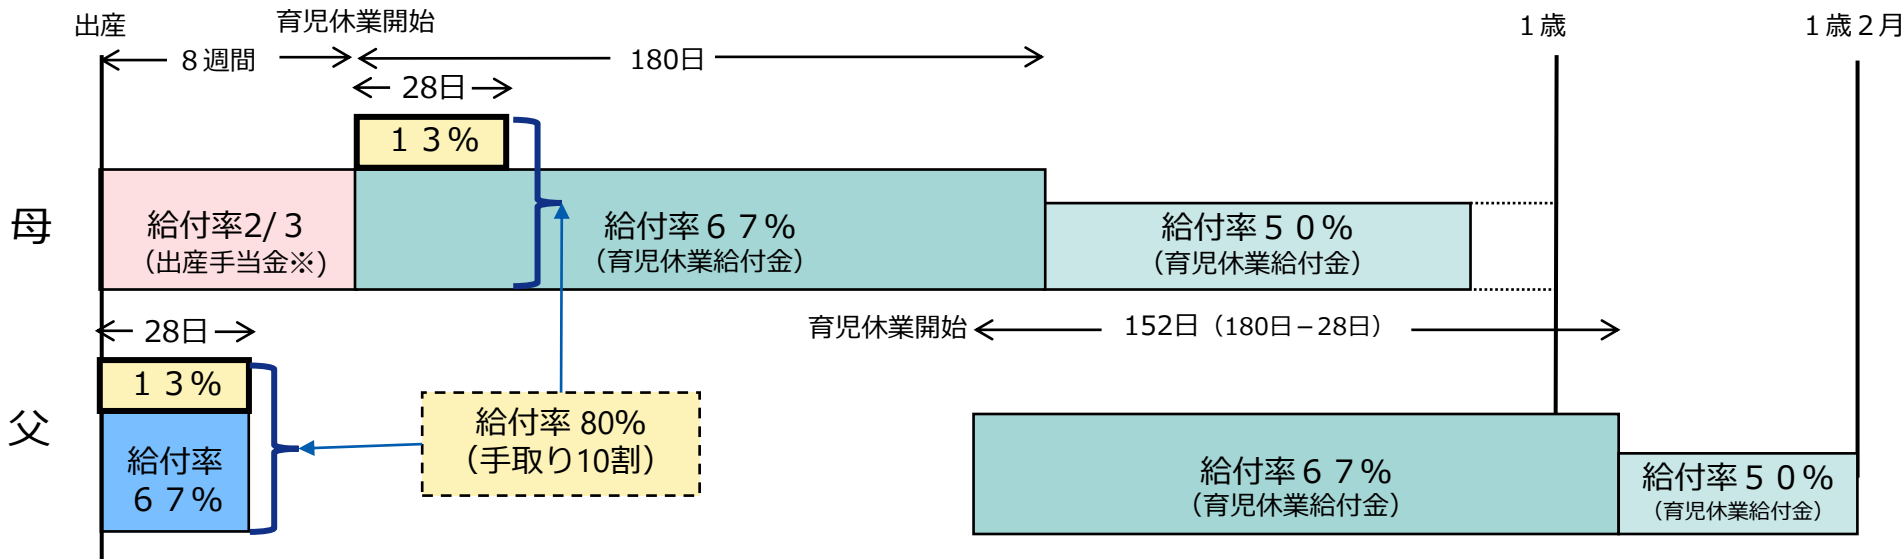 出産
育児休業開始
１歳
１歳２月
８週間
180日
28日
１３%
母
給付率2/３
（出産手当金※)
給付率６７%
（育児休業給付金）
給付率５０%
（育児休業給付金）
28日
育児休業開始
152日（180日－28日）
１３%
父
給付率
６７%
給付率 80%
（手取り10割）
給付率６７%
（育児休業給付金）
給付率５０%
（育児休業給付金）